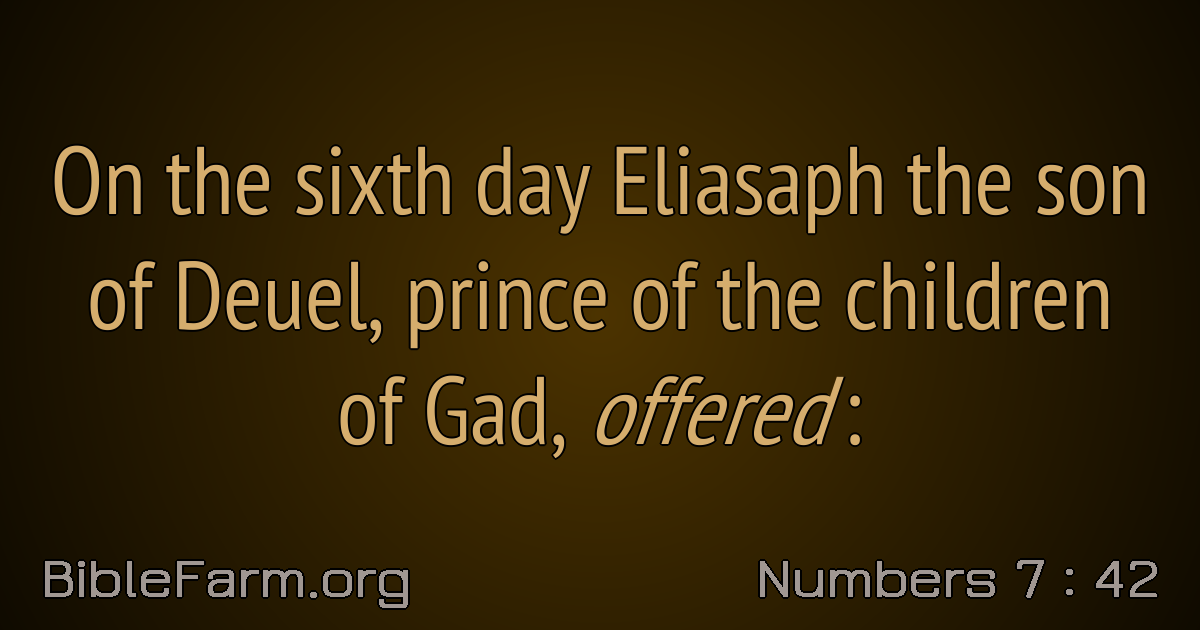 On the sixth day Eliasaph the son
of Deuel, prince of the children
of Gad, offered :
BibleFarm.org
Numbers 7 : 42